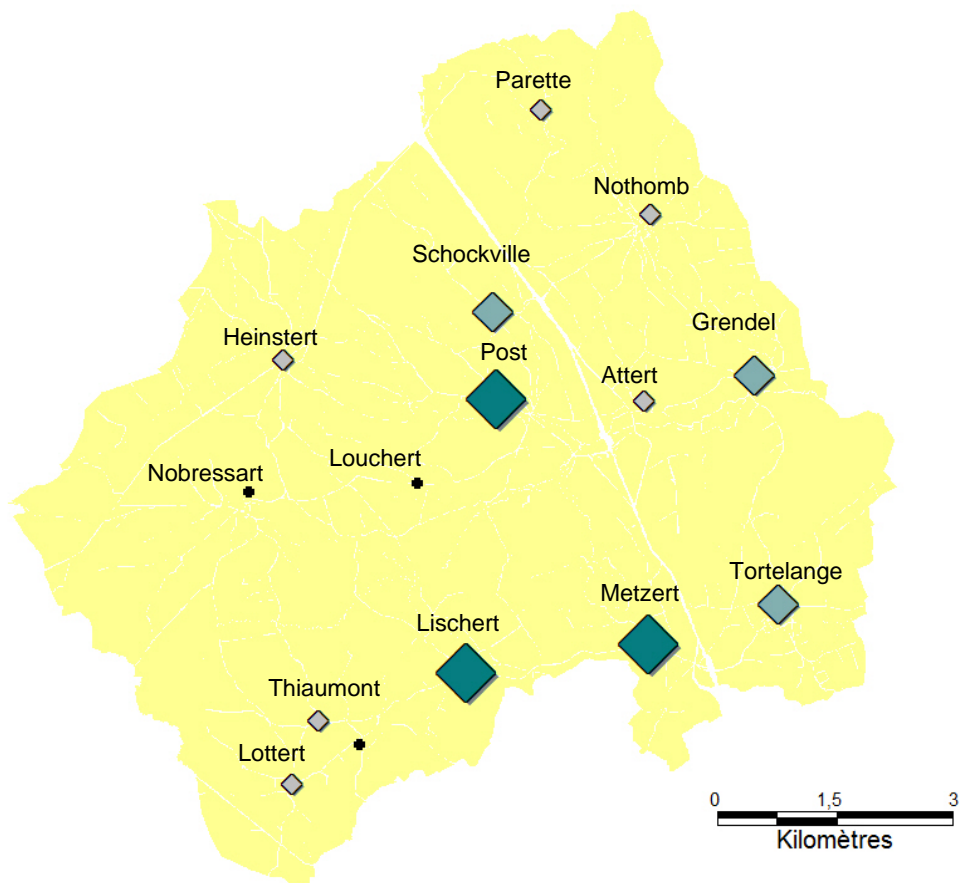 Parette
Nothomb
Schockville
Grendel
Heinstert
Post
Attert
Louchert
Nobressart
Tortelange
Metzert
Lischert
Thiaumont
Lottert
0 1,5 3
Kilomètres